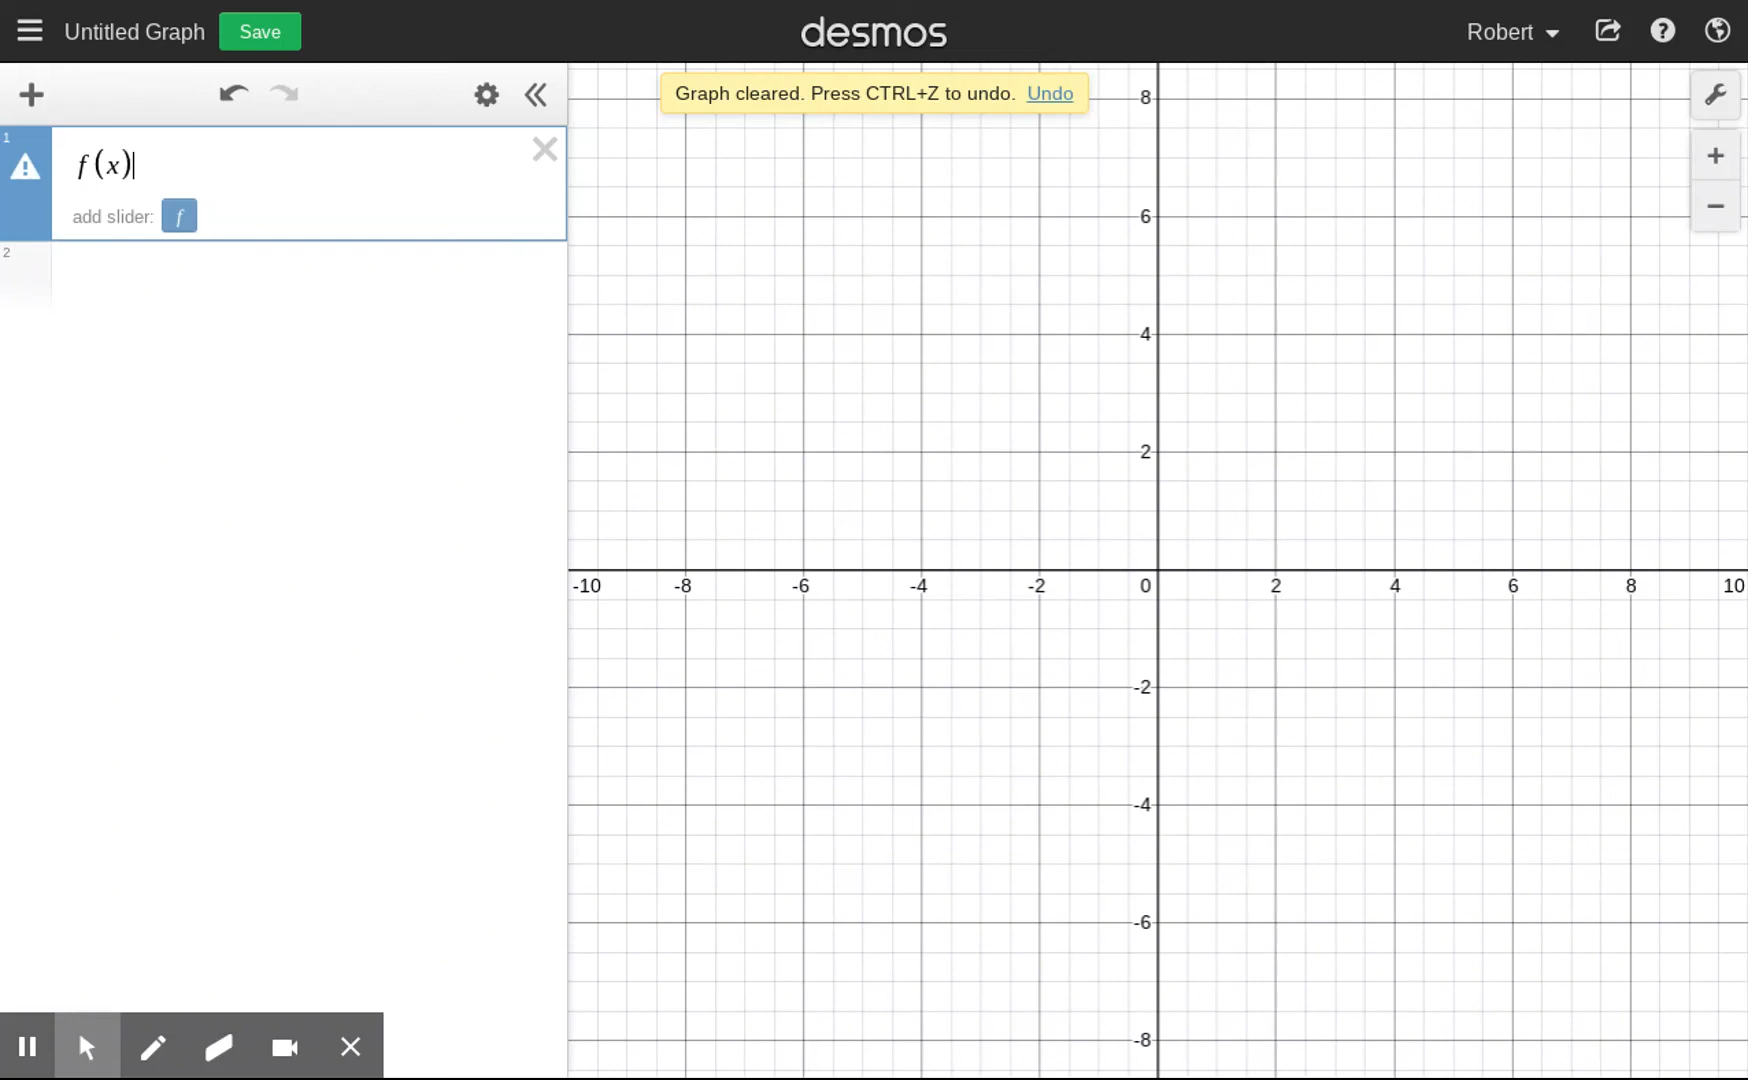 Untitled Graph Save desmos Robert
Graph cleared. Press CTRL+Z to undo. Undo
1
f(x)
add slider: f
2
8
6
4
2
-10 -8 -6 -4 -2 0 2 4 6 8 10
-2
-4
-6
-8